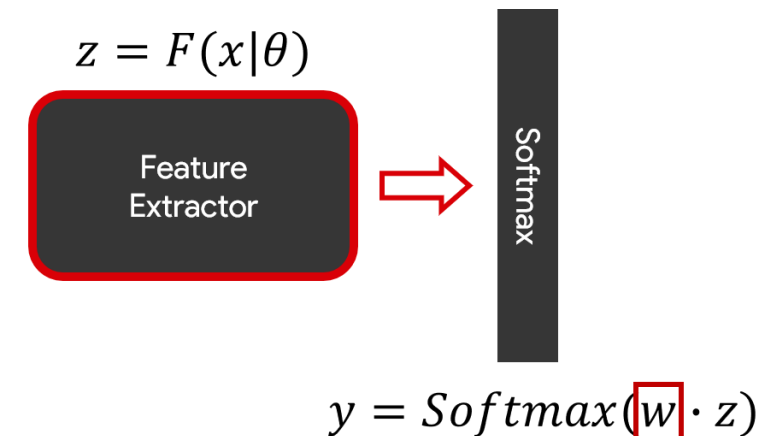 z = F(x|θ)
Feature
Extractor
Softmax
y = Softmax(w · z)